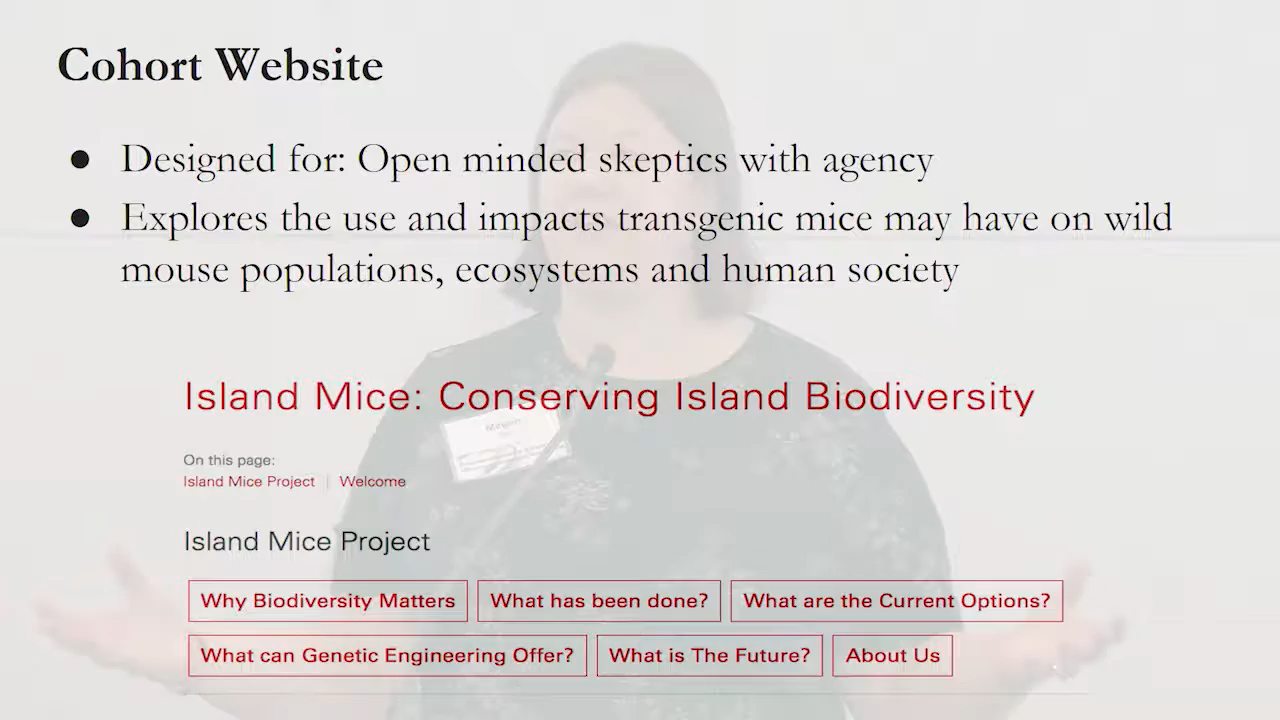 Cohort Website
● Designed for: Open minded skeptics with agency
● Explores the use and impacts transgenic mice may have on wild
mouse populations, ecosystems and human society
Island Mice: Conserving Island Biodiversity
On this page:
Island Mice Project | Welcome
Island Mice Project
Why Biodiversity Matters
What has been done?
What are the Current Options?
What can Genetic Engineering Offer?
What is The Future?
About Us